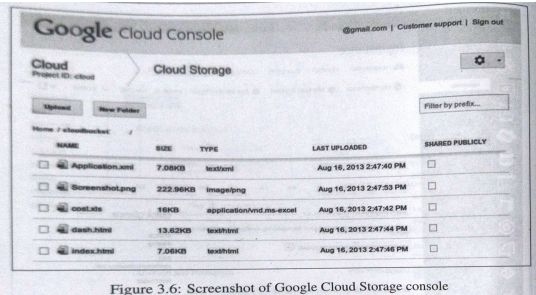 Google Cloud Console
@gmail.com | Customer support | Sign out
Cloud
Project ID: cloud
Cloud Storage
Upload New Folder
Filter by prefix...
Home / cloudbucket /
NAME SIZE TYPE LAST UPLOADED SHARED PUBLICLY
Application.xml 7.08KB text/xml Aug 16, 2013 2:47:40 PM
Screenshot.png 222.96KB image/png Aug 16, 2013 2:47:53 PM
cost.xls 16KB application/vnd.ms-excel Aug 16, 2013 2:47:42 PM
dash.html 13.62KB text/html Aug 16, 2013 2:47:44 PM
index.html 7.06KB text/html Aug 16, 2013 2:47:46 PM
Figure 3.6: Screenshot of Google Cloud Storage console